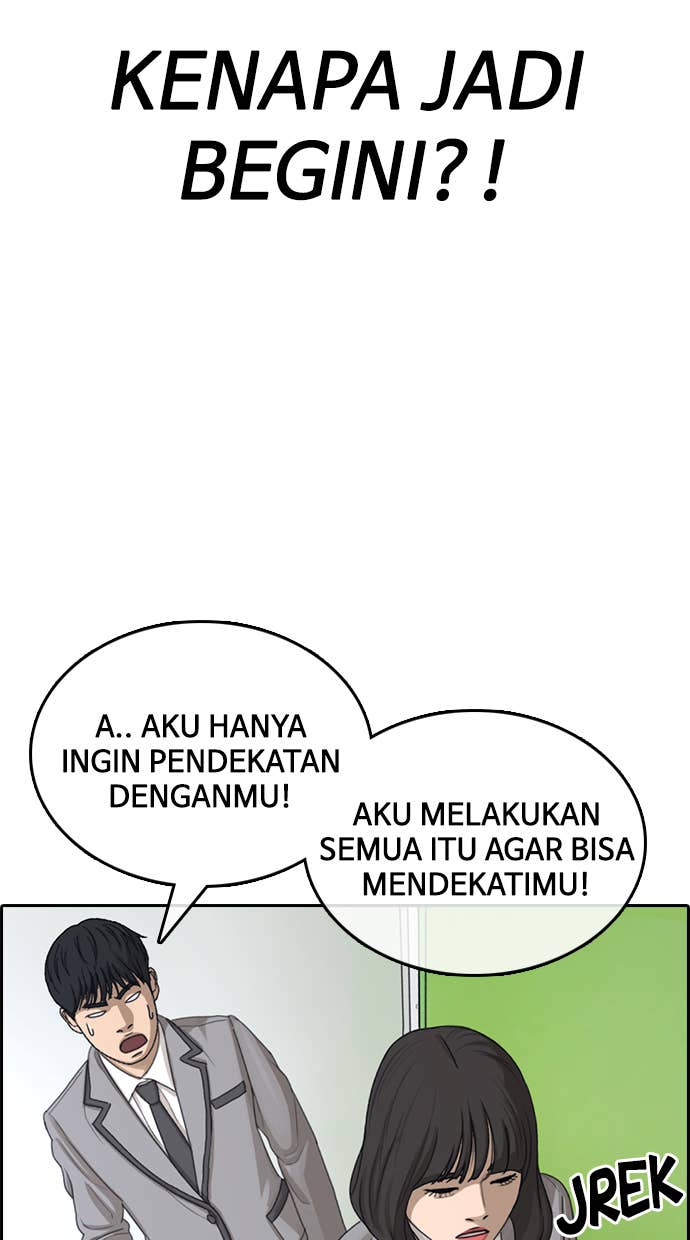 KENAPA JADI
BEGINI?!
A.. AKU HANYA
INGIN PENDEKATAN
DENGANMU!
AKU MELAKUKAN
SEMUA ITU AGAR BISA
MENDEKATIMU!
JREK